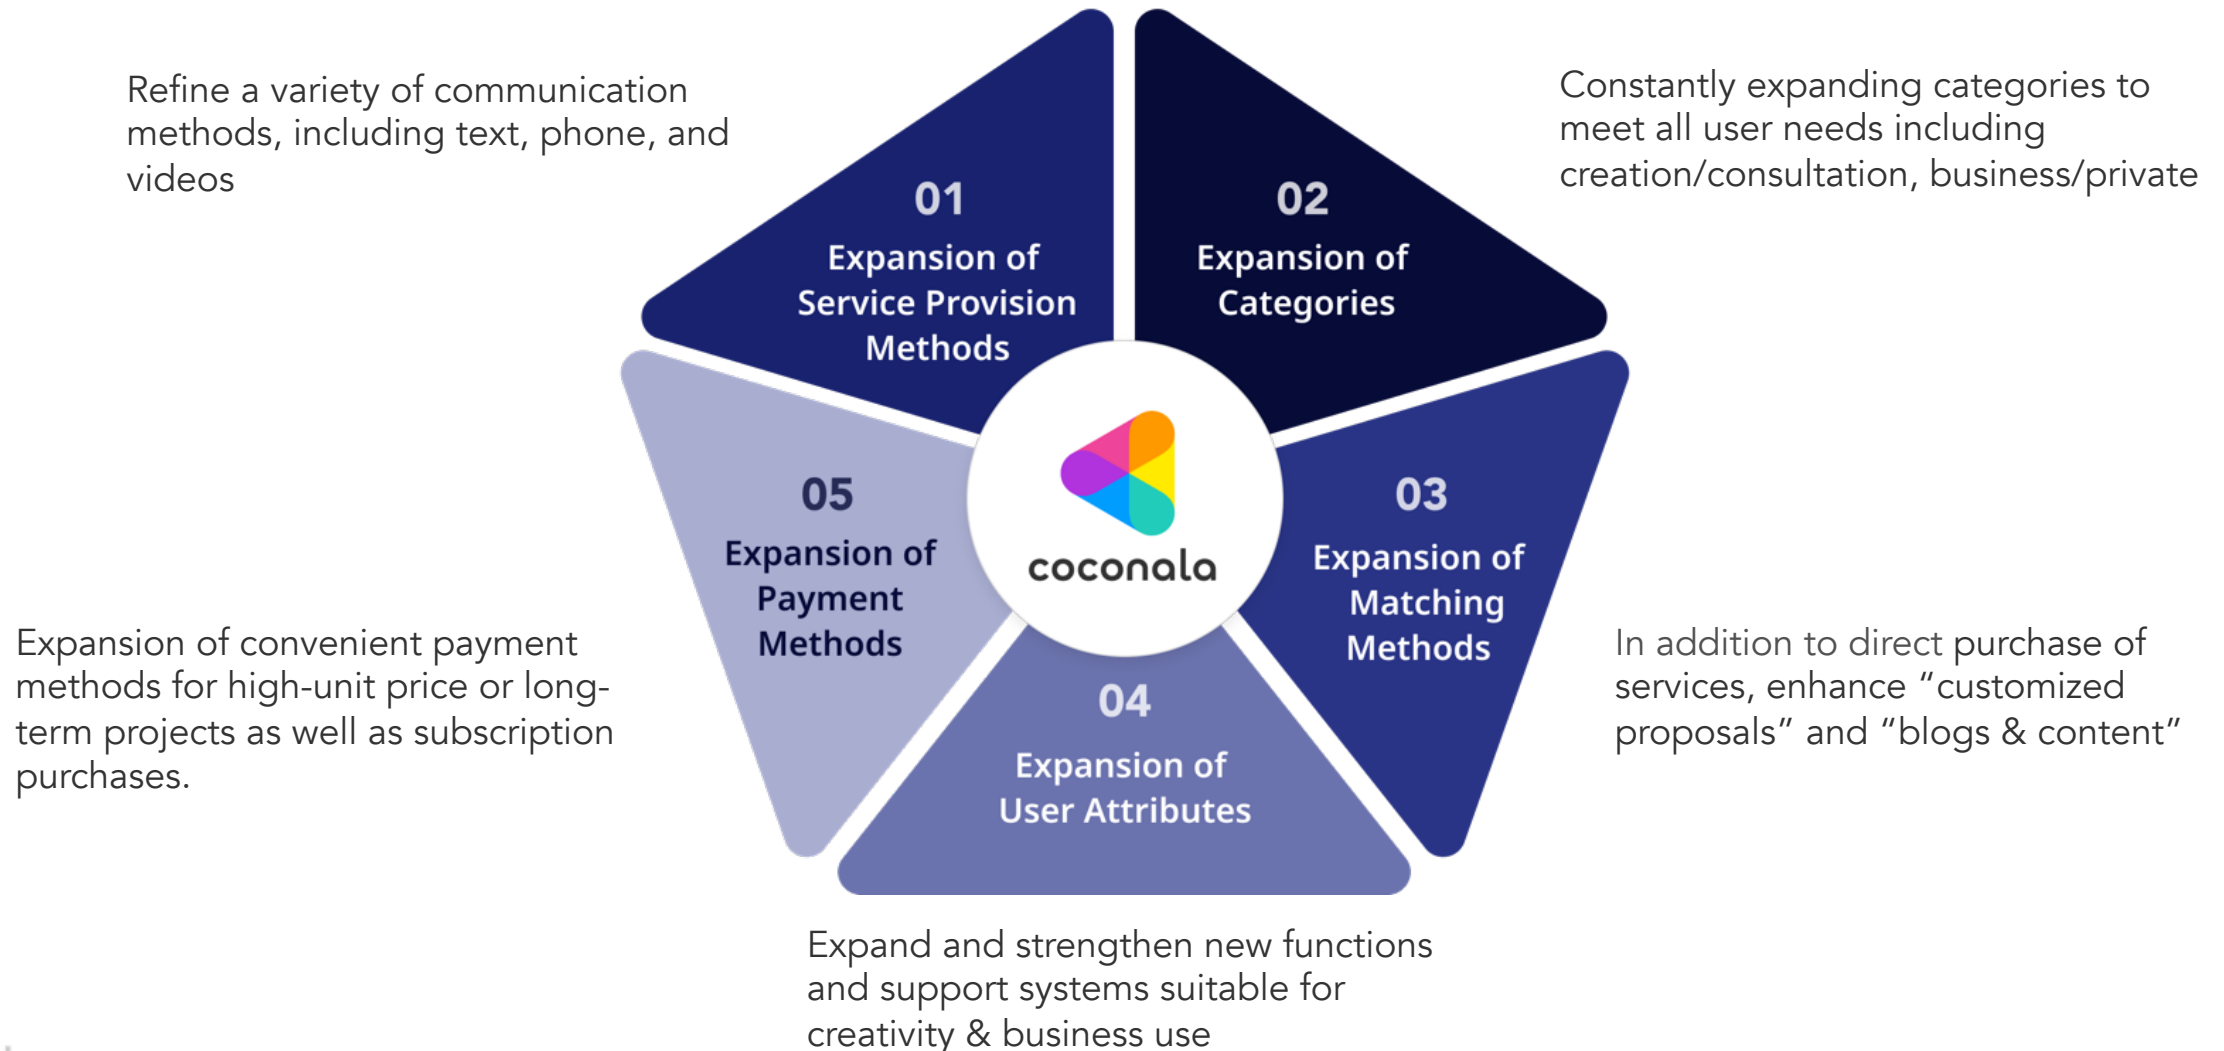 Refine a variety of communication
methods, including text, phone, and
videos
01
Expansion of
Service Provision
Methods
02
Expansion of
Categories
Constantly expanding categories to
meet all user needs including
creation/consultation, business/private
03
Expansion of
Matching
Methods
In addition to direct purchase of
services, enhance “customized
proposals” and “blogs & content”
04
Expansion of
User Attributes
Expand and strengthen new functions
and support systems suitable for
creativity & business use
05
Expansion of
Payment
Methods
Expansion of convenient payment
methods for high-unit price or long-
term projects as well as subscription
purchases.
coconala